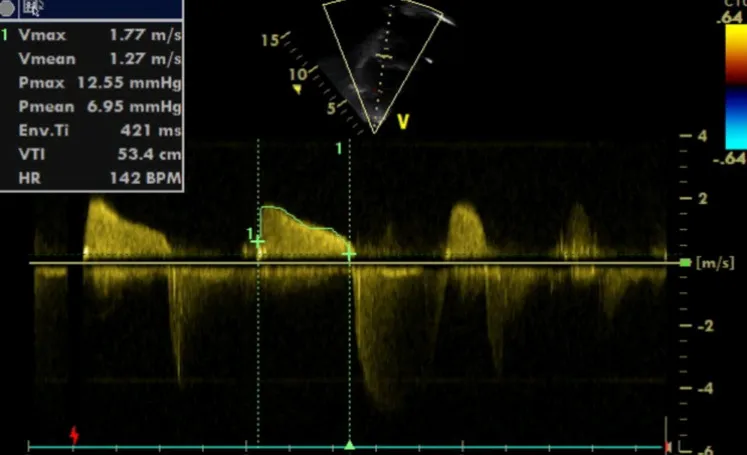 1 Vmax 1.77 m/s
Vmean 1.27 m/s
Pmax 12.55 mmHg
Pmean 6.95 mmHg
Env.Ti 421 ms
VTI 53.4 cm
HR 142 BPM
15
10
5
V
.64
-.64
1
1
4
2
[m/s]
-2
-4
-6